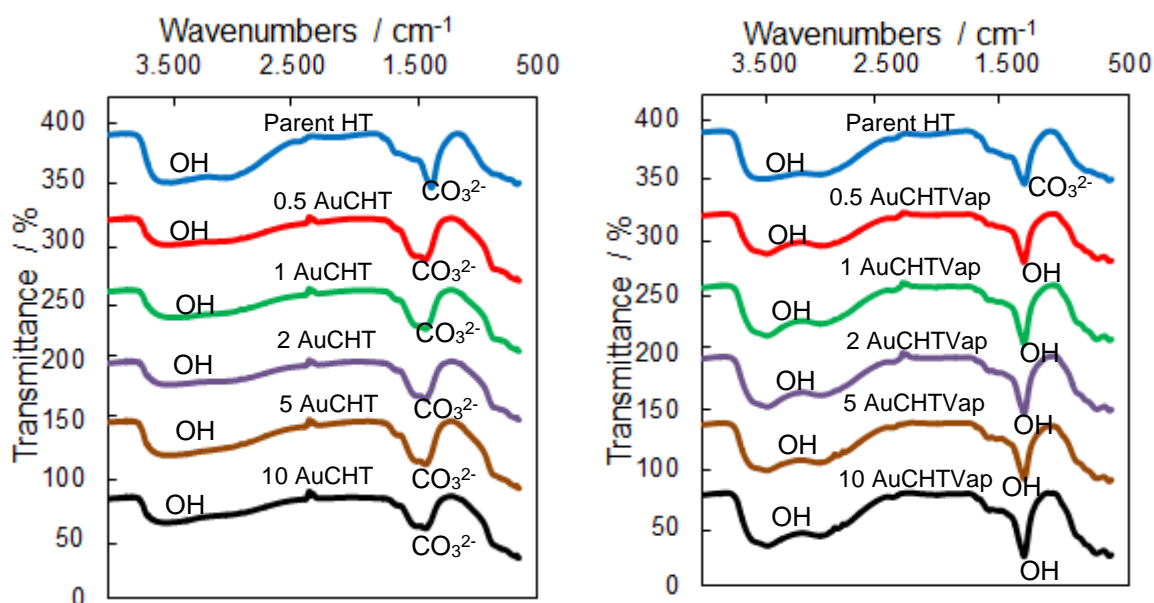 Wavenumbers / cm-1
3.500 2.500 1.500 500
Transmittance / %
400
350
300
250
200
150
100
50
0
Parent HT
OH
CO₃²⁻
0.5 AuCHT
OH
CO₃²⁻
1 AuCHT
OH
CO₃²⁻
2 AuCHT
OH
CO₃²⁻
5 AuCHT
OH
CO₃²⁻
10 AuCHT
OH
CO₃²⁻
Wavenumbers / cm-1
3.500 2.500 1.500 500
Transmittance / %
400
350
300
250
200
150
100
50
0
Parent HT
OH
CO₃²⁻
0.5 AuCHTVap
OH
OH
1 AuCHTVap
OH
OH
2 AuCHTVap
OH
OH
5 AuCHTVap
OH
OH
10 AuCHTVap
OH
OH